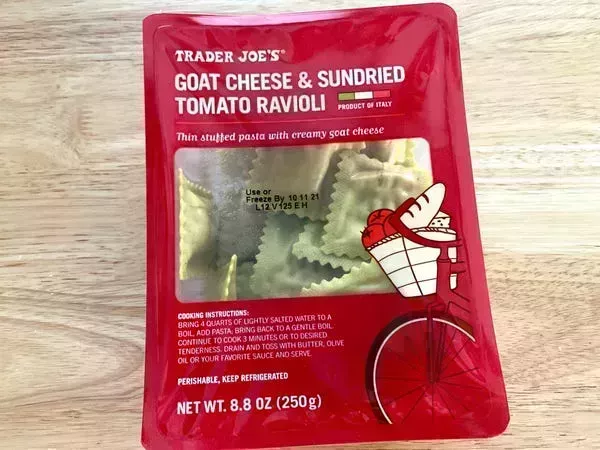 TRADER JOE'S®
GOAT CHEESE & SUNDRIED
TOMATO RAVIOLI
PRODUCT OF ITALY
Thin stuffed pasta with creamy goat cheese
Use or
Freeze By 10 11 21
L12 V 125 E H
COOKING INSTRUCTIONS:
BRING 4 QUARTS OF LIGHTLY SALTED WATER TO A
BOIL, ADD PASTA; BRING BACK TO A GENTLE BOIL.
CONTINUE TO COOK 3 MINUTES OR TO DESIRED
TENDERNESS. DRAIN AND TOSS WITH BUTTER, OLIVE
OIL OR YOUR FAVORITE SAUCE AND SERVE.
PERISHABLE, KEEP REFRIGERATED
NET WT. 8.8 OZ (250g)